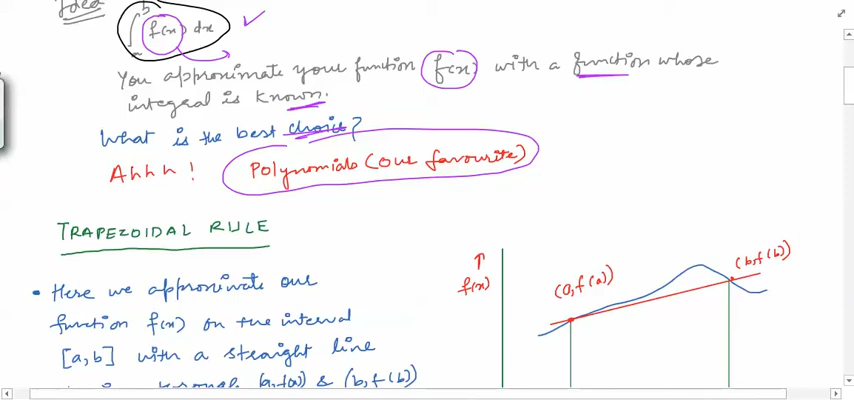 Idea
∫ b f(x) dx
You approximate your function f(x) with a function whose
integral is known.
What is the best choice?
Ahhh! Polynomials (our favourite)
TRAPEZOIDAL RULE
• Here we approximate our
function f(x) on the interval
[a,b] with a straight line
through (a, f(a)) & (b, f(b))
↑
f(x)
(a, f(a))
(b, f(b))